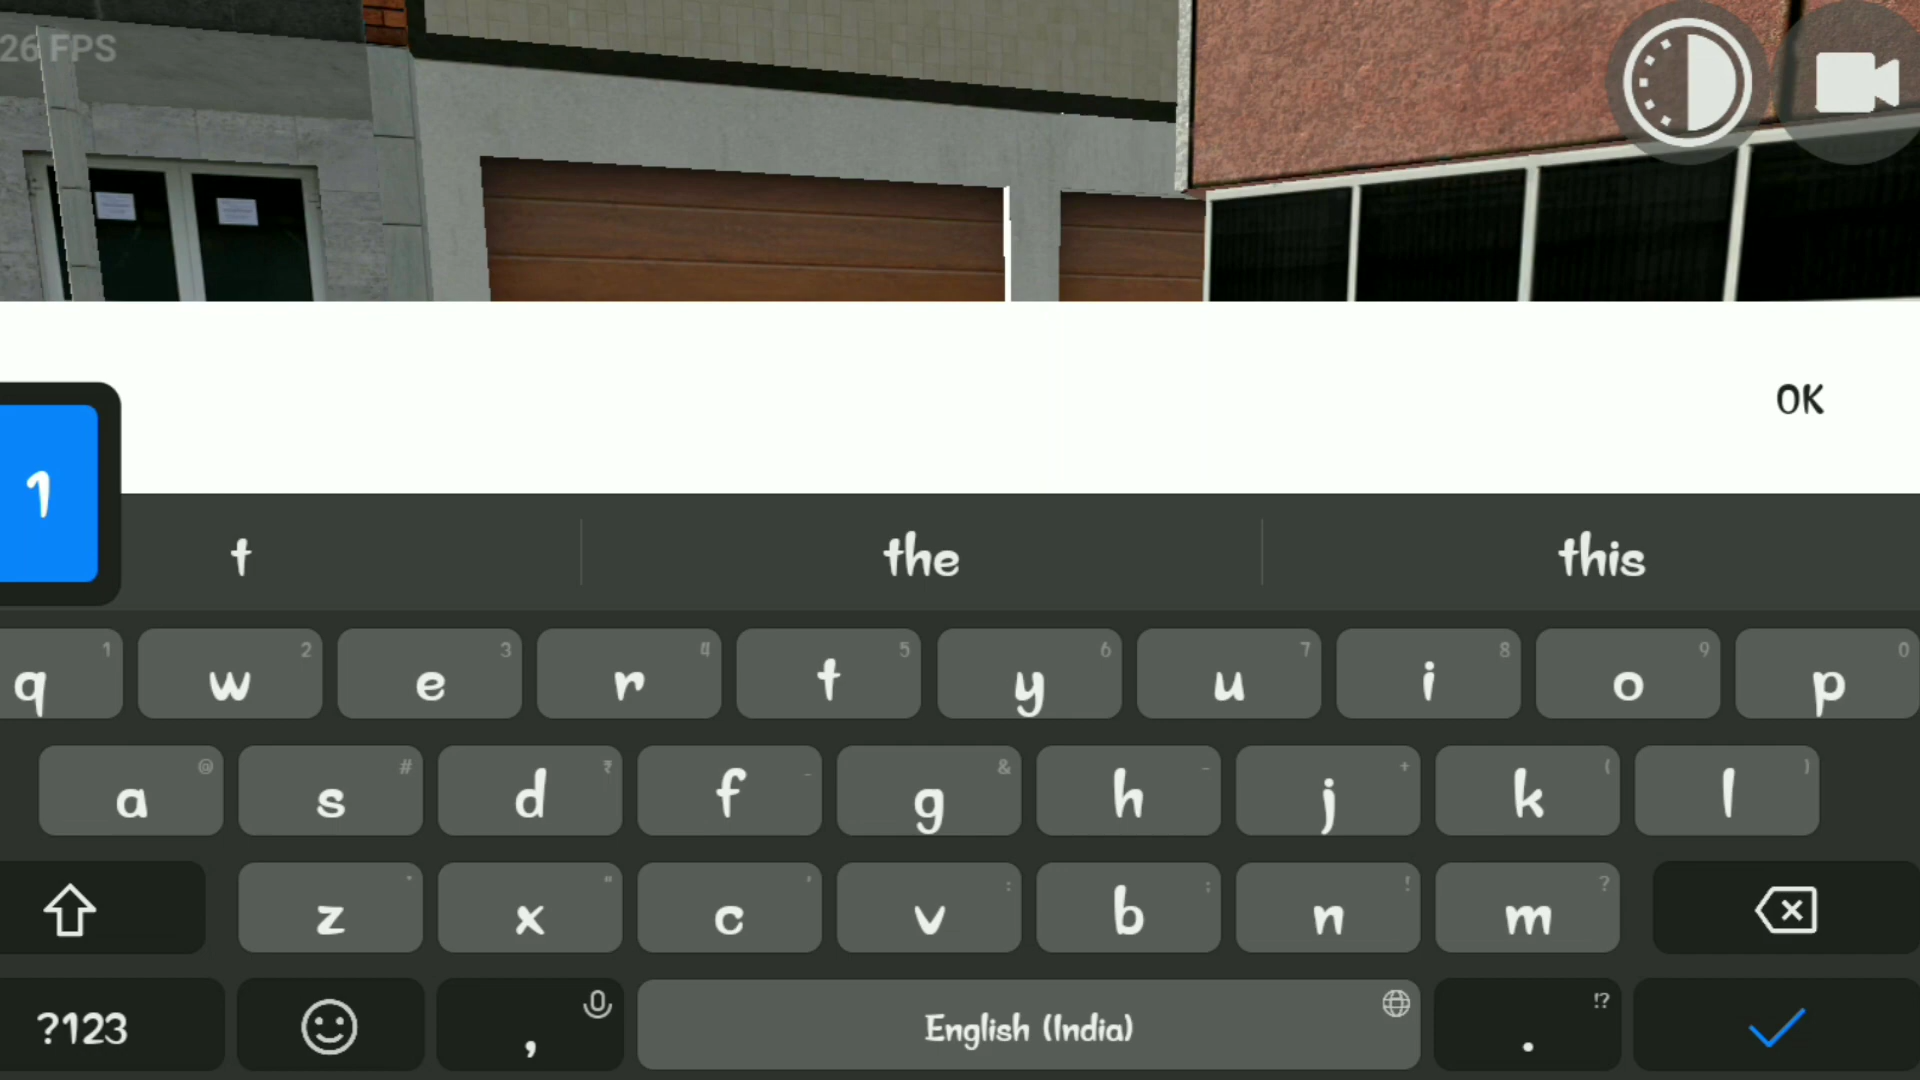 26 FPS
OK
1
t the this
q 1 w 2 e 3 r 4 t 5 y 6 u 7 i 8 o 9 p 0
a @ s # d ₹ f _ g & h - j + k ( l )
z x " c ' v : b ; n ! m ?
?123 , English (India) . !?